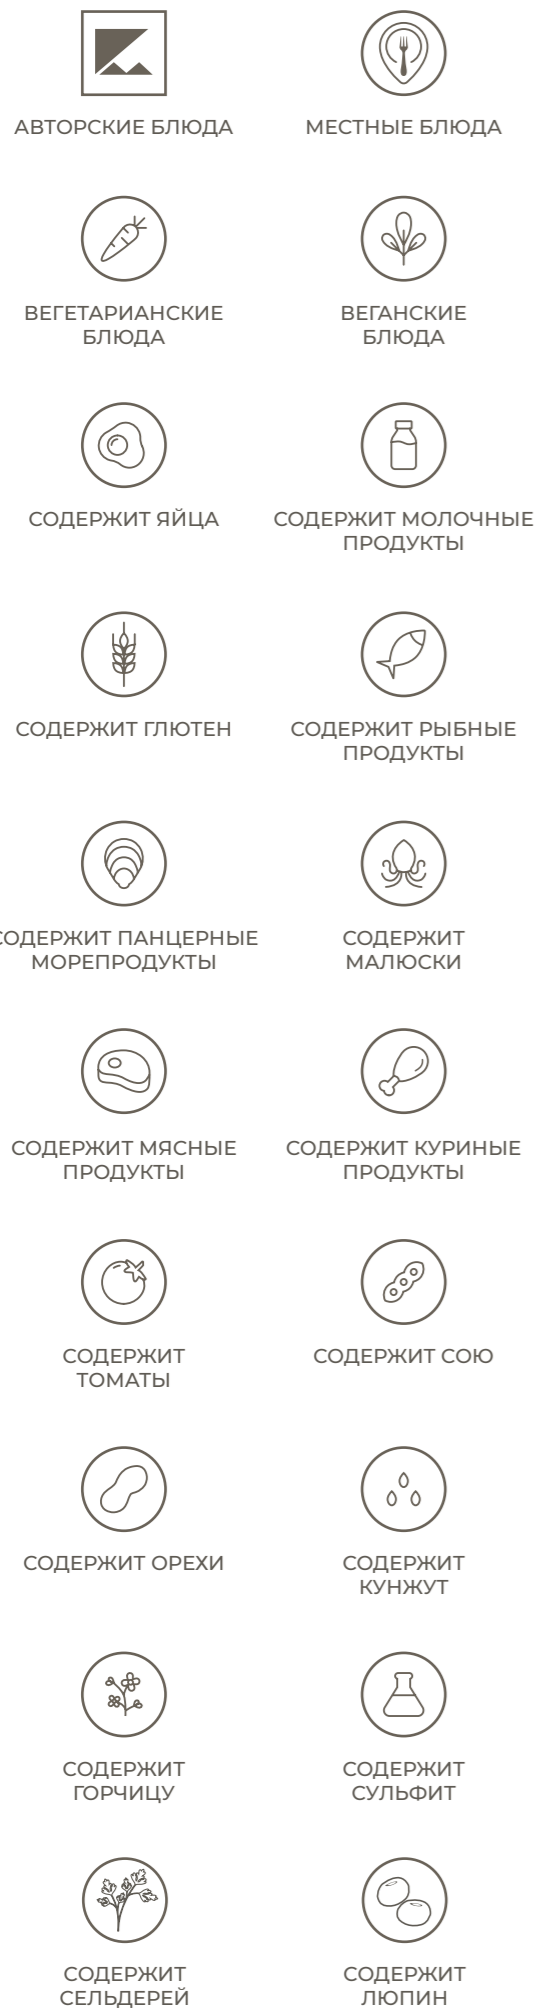 АВТОРСКИЕ БЛЮДА
МЕСТНЫЕ БЛЮДА
ВЕГЕТАРИАНСКИЕ
БЛЮДА
ВЕГАНСКИЕ
БЛЮДА
СОДЕРЖИТ ЯЙЦА
СОДЕРЖИТ МОЛОЧНЫЕ
ПРОДУКТЫ
СОДЕРЖИТ ГЛЮТЕН
СОДЕРЖИТ РЫБНЫЕ
ПРОДУКТЫ
СОДЕРЖИТ ПАНЦЕРНЫЕ
МОРЕПРОДУКТЫ
СОДЕРЖИТ
МАЛЮСКИ
СОДЕРЖИТ МЯСНЫЕ
ПРОДУКТЫ
СОДЕРЖИТ КУРИНЫЕ
ПРОДУКТЫ
СОДЕРЖИТ
ТОМАТЫ
СОДЕРЖИТ СОЮ
СОДЕРЖИТ ОРЕХИ
СОДЕРЖИТ
КУНЖУТ
СОДЕРЖИТ
ГОРЧИЦУ
СОДЕРЖИТ
СУЛЬФИТ
СОДЕРЖИТ
СЕЛЬДЕРЕЙ
СОДЕРЖИТ
ЛЮПИН